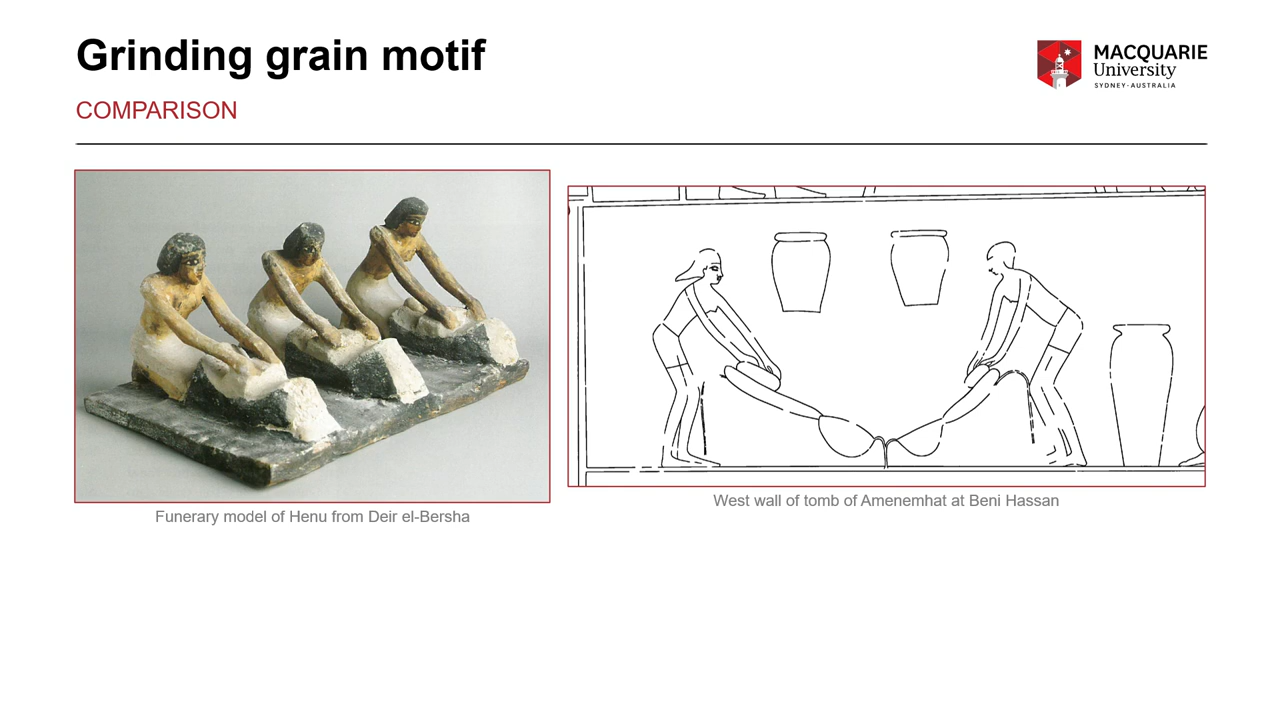 Grinding grain motif
COMPARISON
MACQUARIE
University
SYDNEY·AUSTRALIA
Funerary model of Henu from Deir el-Bersha
West wall of tomb of Amenemhat at Beni Hassan